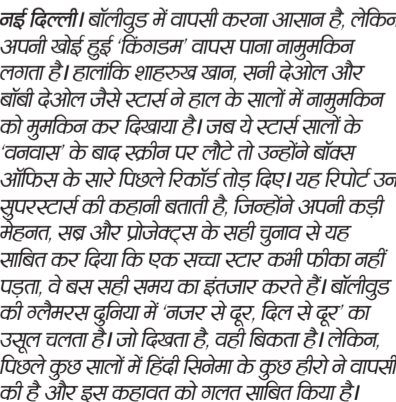 नई दिल्ली। बॉलीवुड में वापसी करना आसान है, लेकिन
अपनी खोई हुई ‘किंगडम’ वापस पाना नामुमकिन
लगता है। हालांकि शाहरुख खान, सनी देओल और
बॉबी देओल जैसे स्टार्स ने हाल के सालों में नामुमकिन
को मुमकिन कर दिखाया है। जब ये स्टार्स सालों के
‘वनवास’ के बाद स्क्रीन पर लौटे तो उन्होंने बॉक्स
ऑफिस के सारे पिछले रिकॉर्ड तोड़ दिए। यह रिपोर्ट उन
सुपरस्टार्स की कहानी बताती है, जिन्होंने अपनी कड़ी
मेहनत, सब्र और प्रोजेक्ट्स के सही चुनाव से यह
साबित कर दिया कि एक सच्चा स्टार कभी फीका नहीं
पड़ता, वे बस सही समय का इंतजार करते हैं। बॉलीवुड
की ग्लैमरस दुनिया में ‘नजर से दूर, दिल से दूर’ का
उसूल चलता है। जो दिखता है, वही बिकता है। लेकिन,
पिछले कुछ सालों में हिंदी सिनेमा के कुछ हीरो ने वापसी
की है और इस कहावत को गलत साबित किया है।